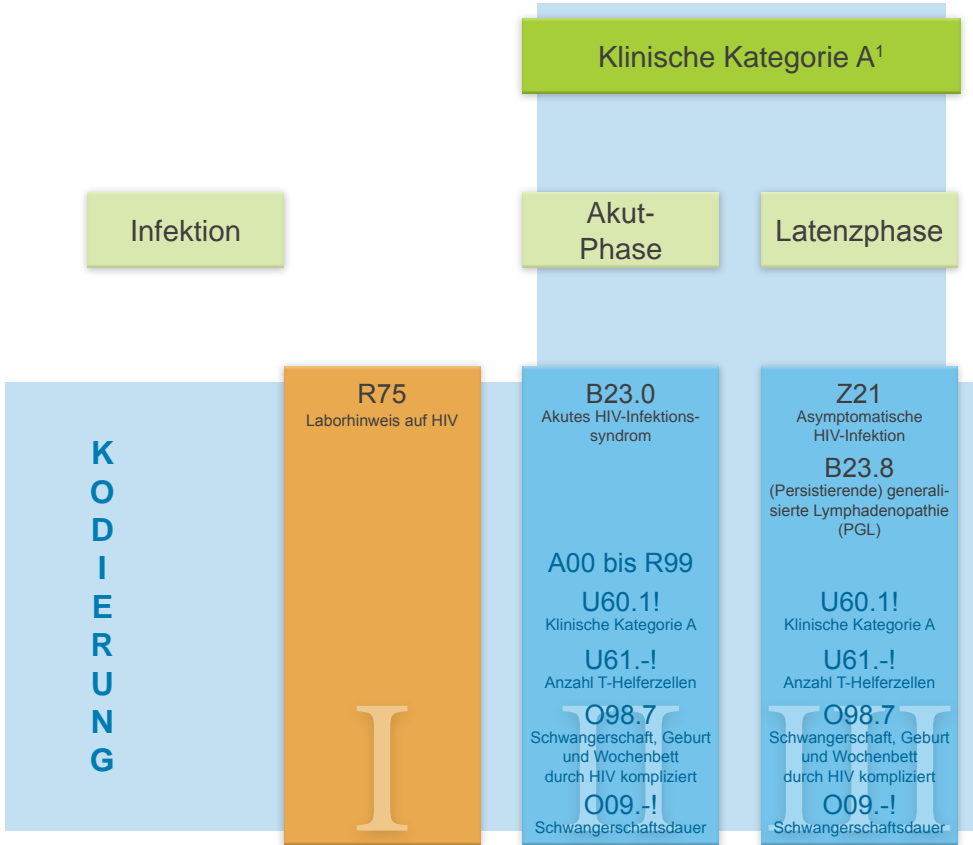 Klinische Kategorie A¹
Infektion
Akut-
Phase
Latenzphase
KODIERUNG
R75
Laborhinweis auf HIV
I
B23.0
Akutes HIV-Infektions-
syndrom
A00 bis R99
U60.1!
Klinische Kategorie A
U61.-!
Anzahl T-Helferzellen
O98.7
Schwangerschaft, Geburt
und Wochenbett
durch HIV kompliziert
O09.-!
Schwangerschaftsdauer
II
Z21
Asymptomatische
HIV-Infektion
B23.8
(Persistierende) generali-
sierte Lymphadenopathie
(PGL)
U60.1!
Klinische Kategorie A
U61.-!
Anzahl T-Helferzellen
O98.7
Schwangerschaft, Geburt
und Wochenbett
durch HIV kompliziert
O09.-!
Schwangerschaftsdauer
III